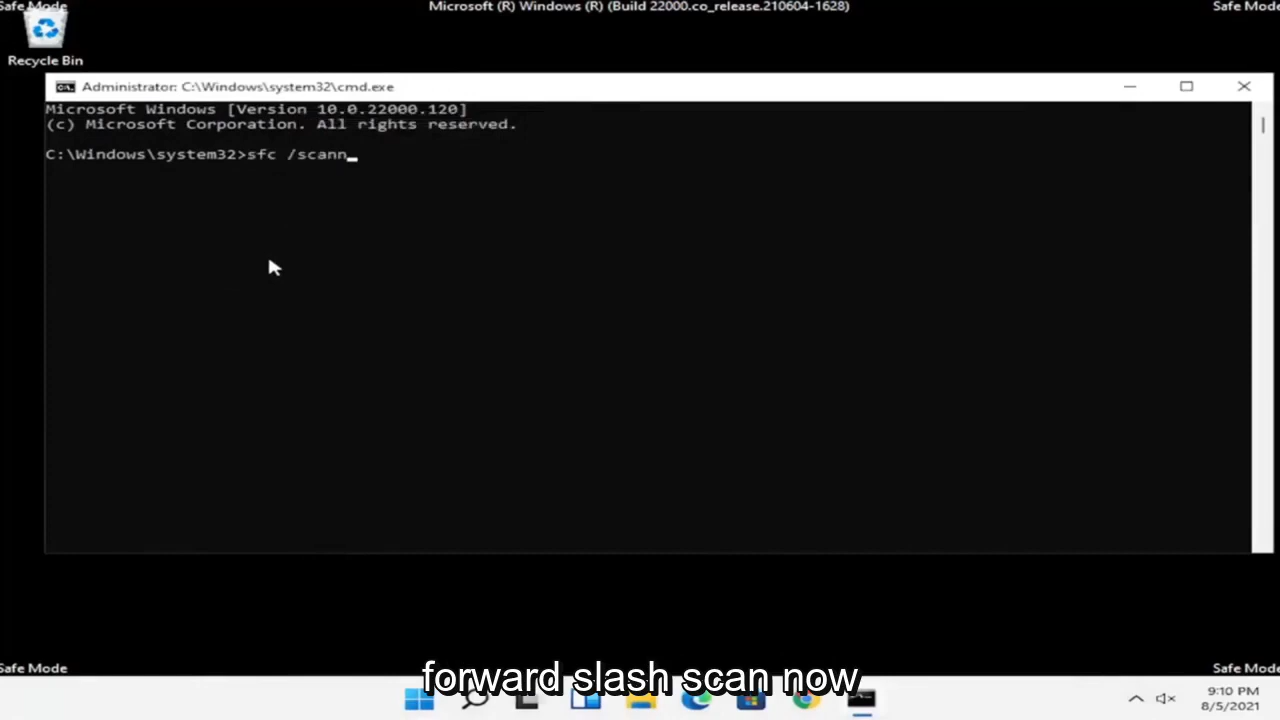 Safe Mode
Microsoft (R) Windows (R) (Build 22000.co_release.210604-1628)
Safe Mode
Recycle Bin
Administrator: C:\Windows\system32\cmd.exe
Microsoft Windows [Version 10.0.22000.120]
(c) Microsoft Corporation. All rights reserved.
C:\Windows\system32>sfc /scann_
Safe Mode
Safe Mode
forward slash scan now
9:10 PM
8/5/2021